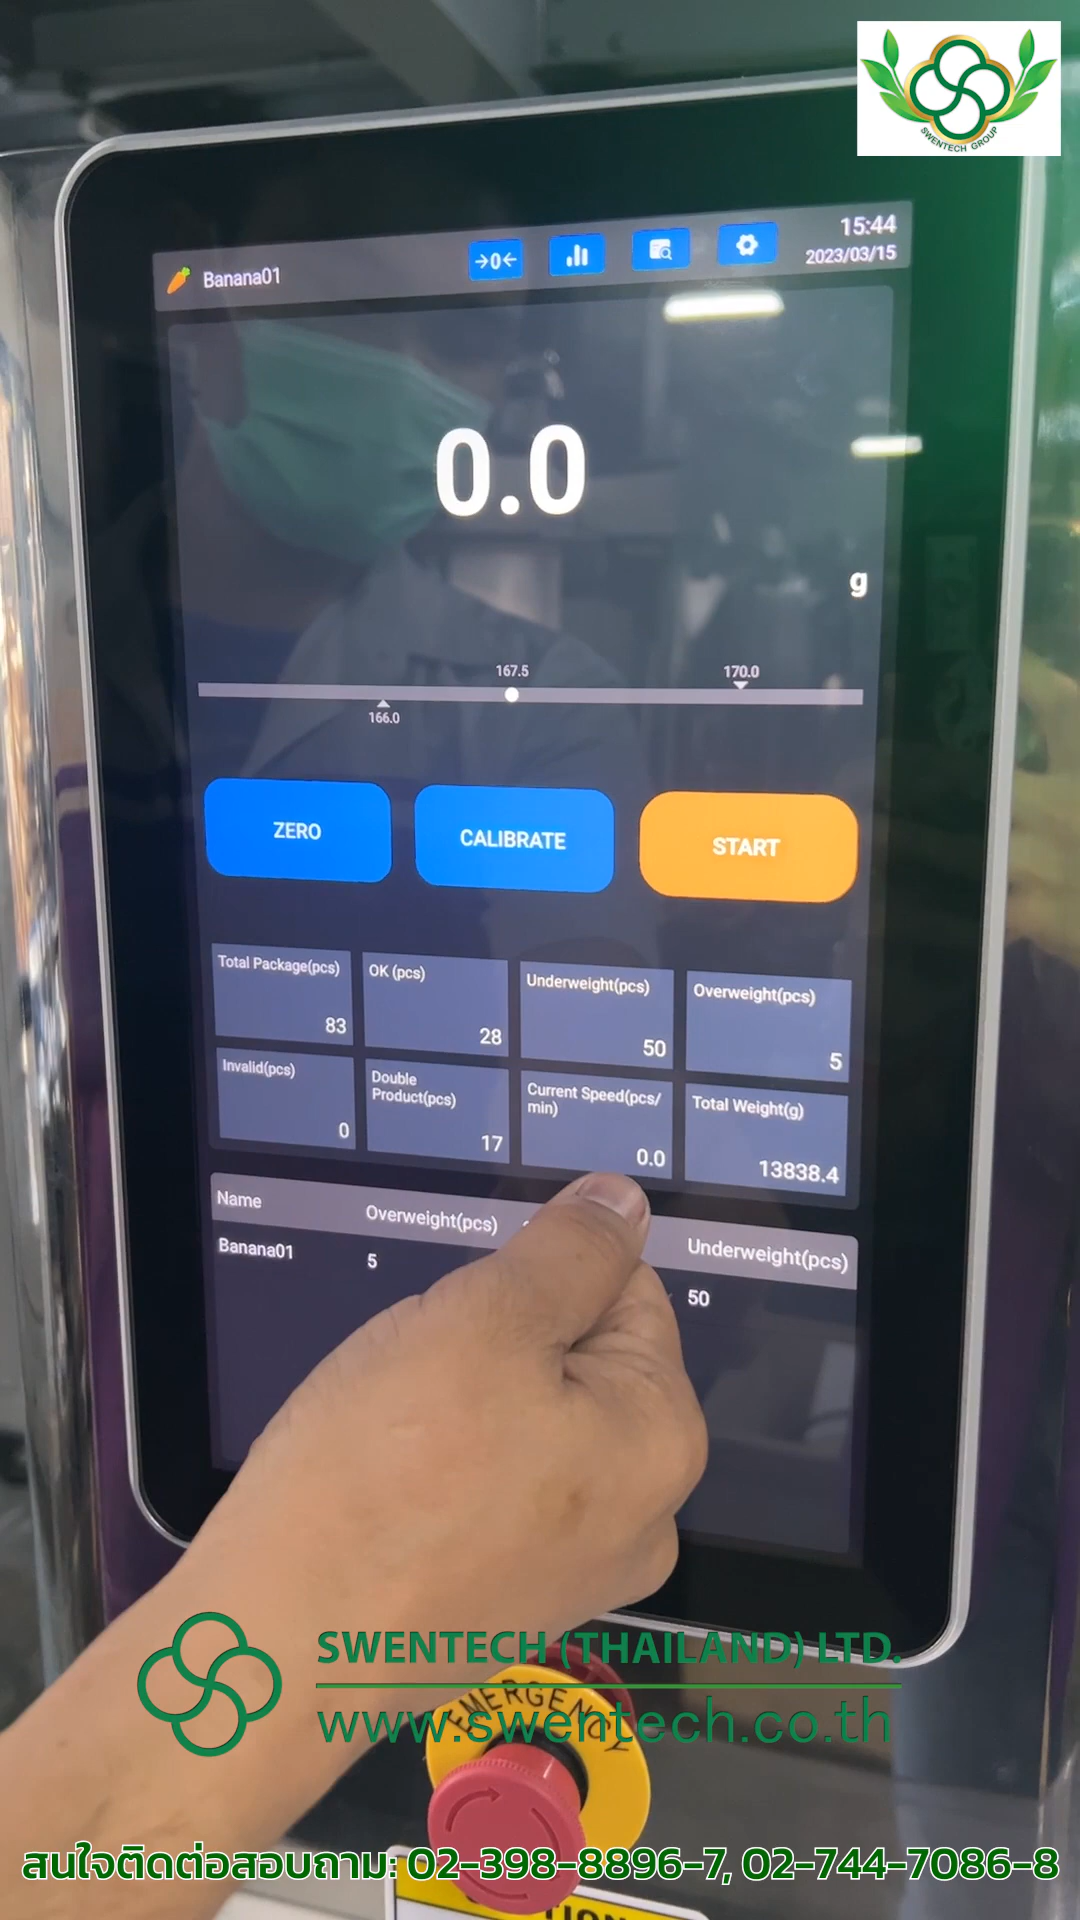 SWENTECH GROUP
Banana01
→0←
15:44
2023/03/15
0.0
g
167.5
170.0
166.0
ZERO
CALIBRATE
START
Total Package(pcs)
83
OK (pcs)
28
Underweight(pcs)
50
Overweight(pcs)
5
Invalid(pcs)
0
Double
Product(pcs)
17
Current Speed(pcs/
min)
0.0
Total Weight(g)
13838.4
Name
Overweight(pcs)
Underweight(pcs)
Banana01
5
50
SWENTECH (THAILAND) LTD.
www.swentech.co.th
EMERGENCY
สนใจติดต่อสอบถาม: 02-398-8896-7, 02-744-7086-8